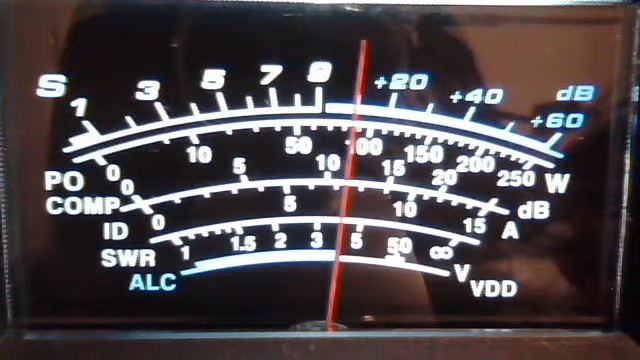 S 1 3 5 7 9 +20 +40 +60 dB
PO 0 10 50 100 150 200 250 W
COMP 0 5 10 15 20 dB
ID 0 5 10 15 A
SWR 1 1.5 2 3 5 50 ∞
ALC V VDD